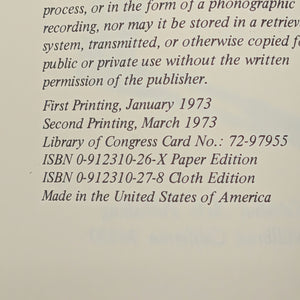 process, or in the form of a phonographic
recording, nor may it be stored in a retriev
system, transmitted, or otherwise copied fo
public or private use without the written
permission of the publisher.
First Printing, January 1973
Second Printing, March 1973
Library of Congress Card No.: 72-97955
ISBN 0-912310-26-X Paper Edition
ISBN 0-912310-27-8 Cloth Edition
Made in the United States of America